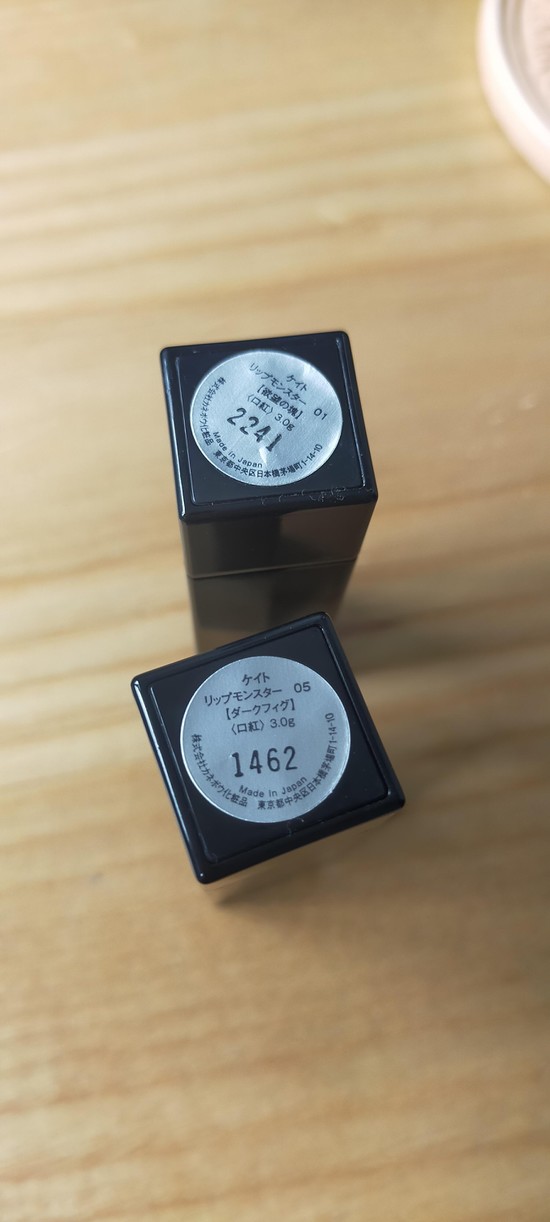 ケイト
リップモンスター 01
【欲望の塊】
〈口紅〉3.0g
2241
Made in Japan
株式会社カネボウ化粧品 東京都中央区日本橋茅場町1-14-10
ケイト
リップモンスター 05
【ダークフィグ】
〈口紅〉3.0g
1462
Made in Japan
株式会社カネボウ化粧品 東京都中央区日本橋茅場町1-14-10